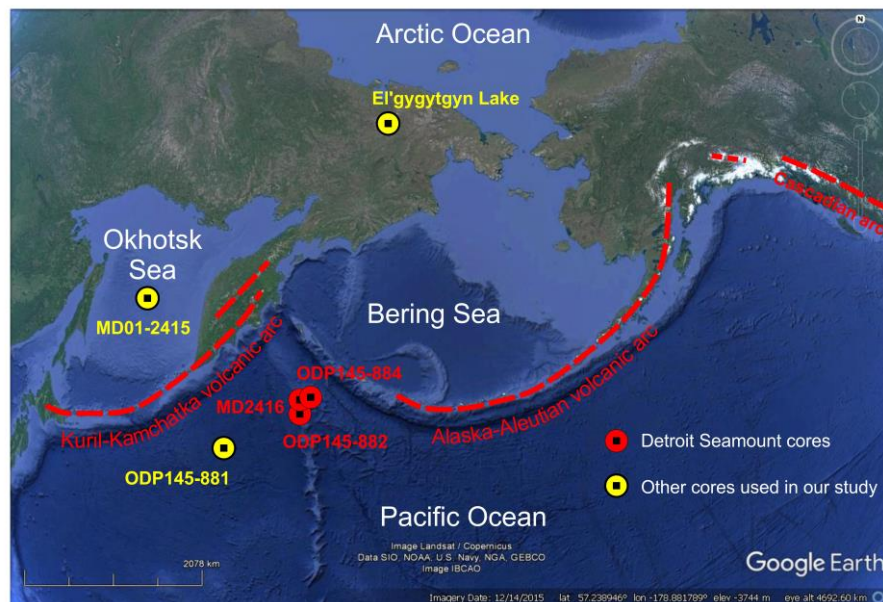 Arctic Ocean
N
El'gygytgyn Lake
Cascadian arc
Okhotsk
Sea
MD01-2415
Bering Sea
ODP145-884
MD2416
Kuril-Kamchatka volcanic arc
Alaska-Aleutian volcanic arc
ODP145-882
Detroit Seamount cores
ODP145-881
Other cores used in our study
Pacific Ocean
Image Landsat / Copernicus
Data SIO, NOAA, U.S. Navy, NGA, GEBCO
Image IBCAO
2078 km
Google Earth
Imagery Date: 12/14/2015 lat 57.238946° lon -178.881789° elev -3744 m eye alt 4692.60 km